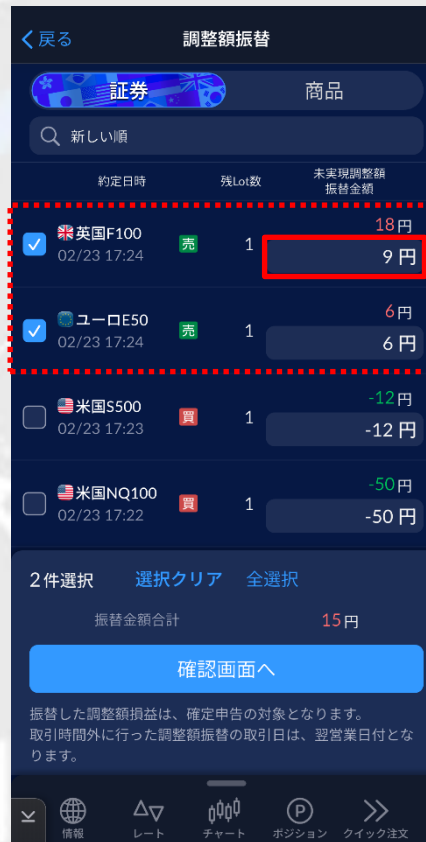 戻る 調整額振替
証券 商品
新しい順
約定日時 残Lot数 未実現調整額
振替金額
英国F100 売 1 18円
02/23 17:24 9 円
ユーロE50 売 1 6円
02/23 17:24 6 円
米国S500 買 1 -12円
02/23 17:23 -12 円
米国NQ100 買 1 -50円
02/23 17:22 -50 円
2件選択 選択クリア 全選択
振替金額合計 15円
確認画面へ
振替した調整額損益は、確定申告の対象となります。
取引時間外に行った調整額振替の取引日は、翌営業日付とな
ります。
情報 レート チャート P ポジション クイック注文